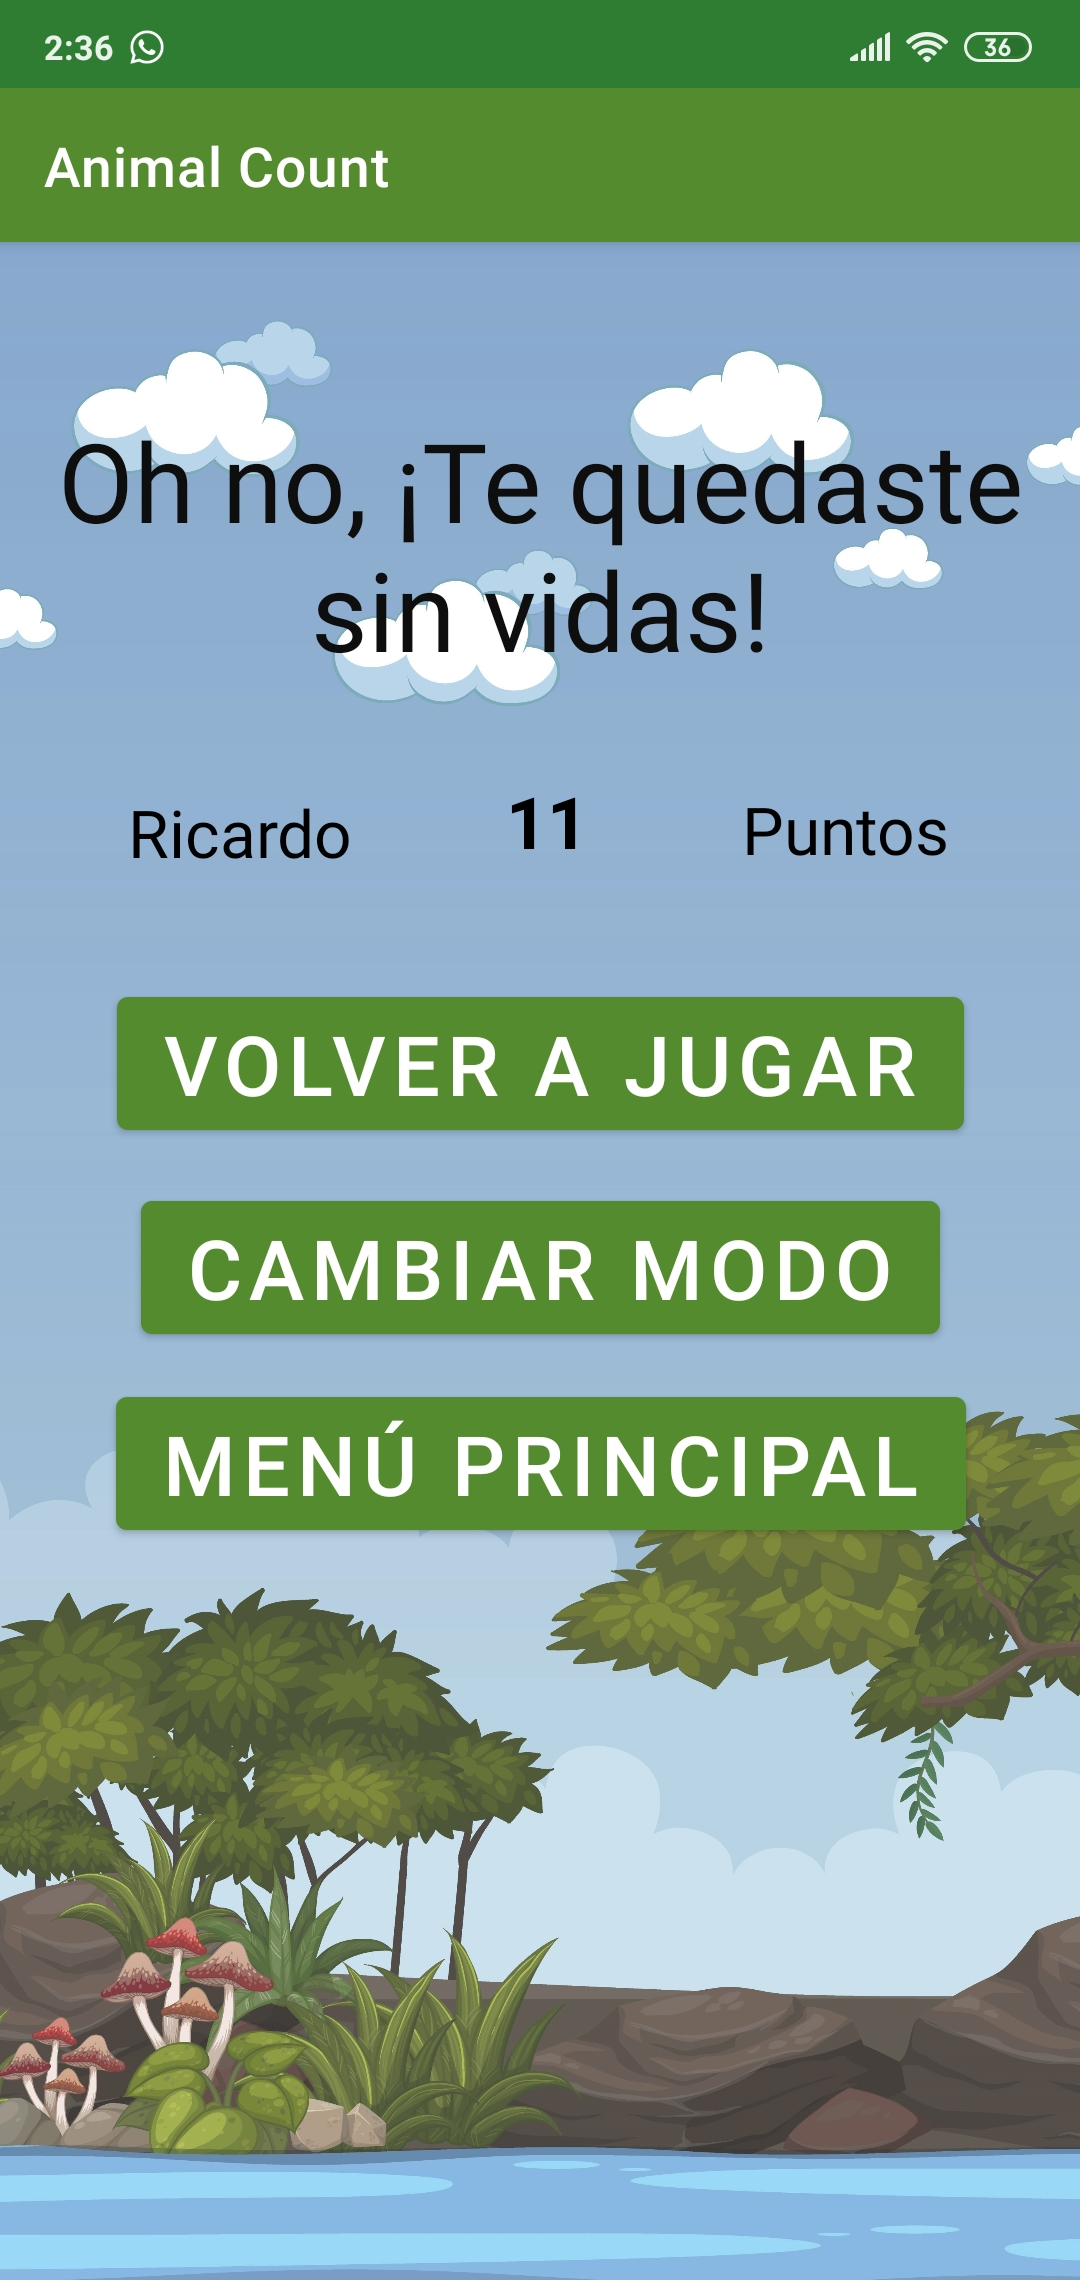 2:36
36
Animal Count
Oh no, ¡Te quedaste
sin vidas!
Ricardo 11 Puntos
VOLVER A JUGAR
CAMBIAR MODO
MENÚ PRINCIPAL